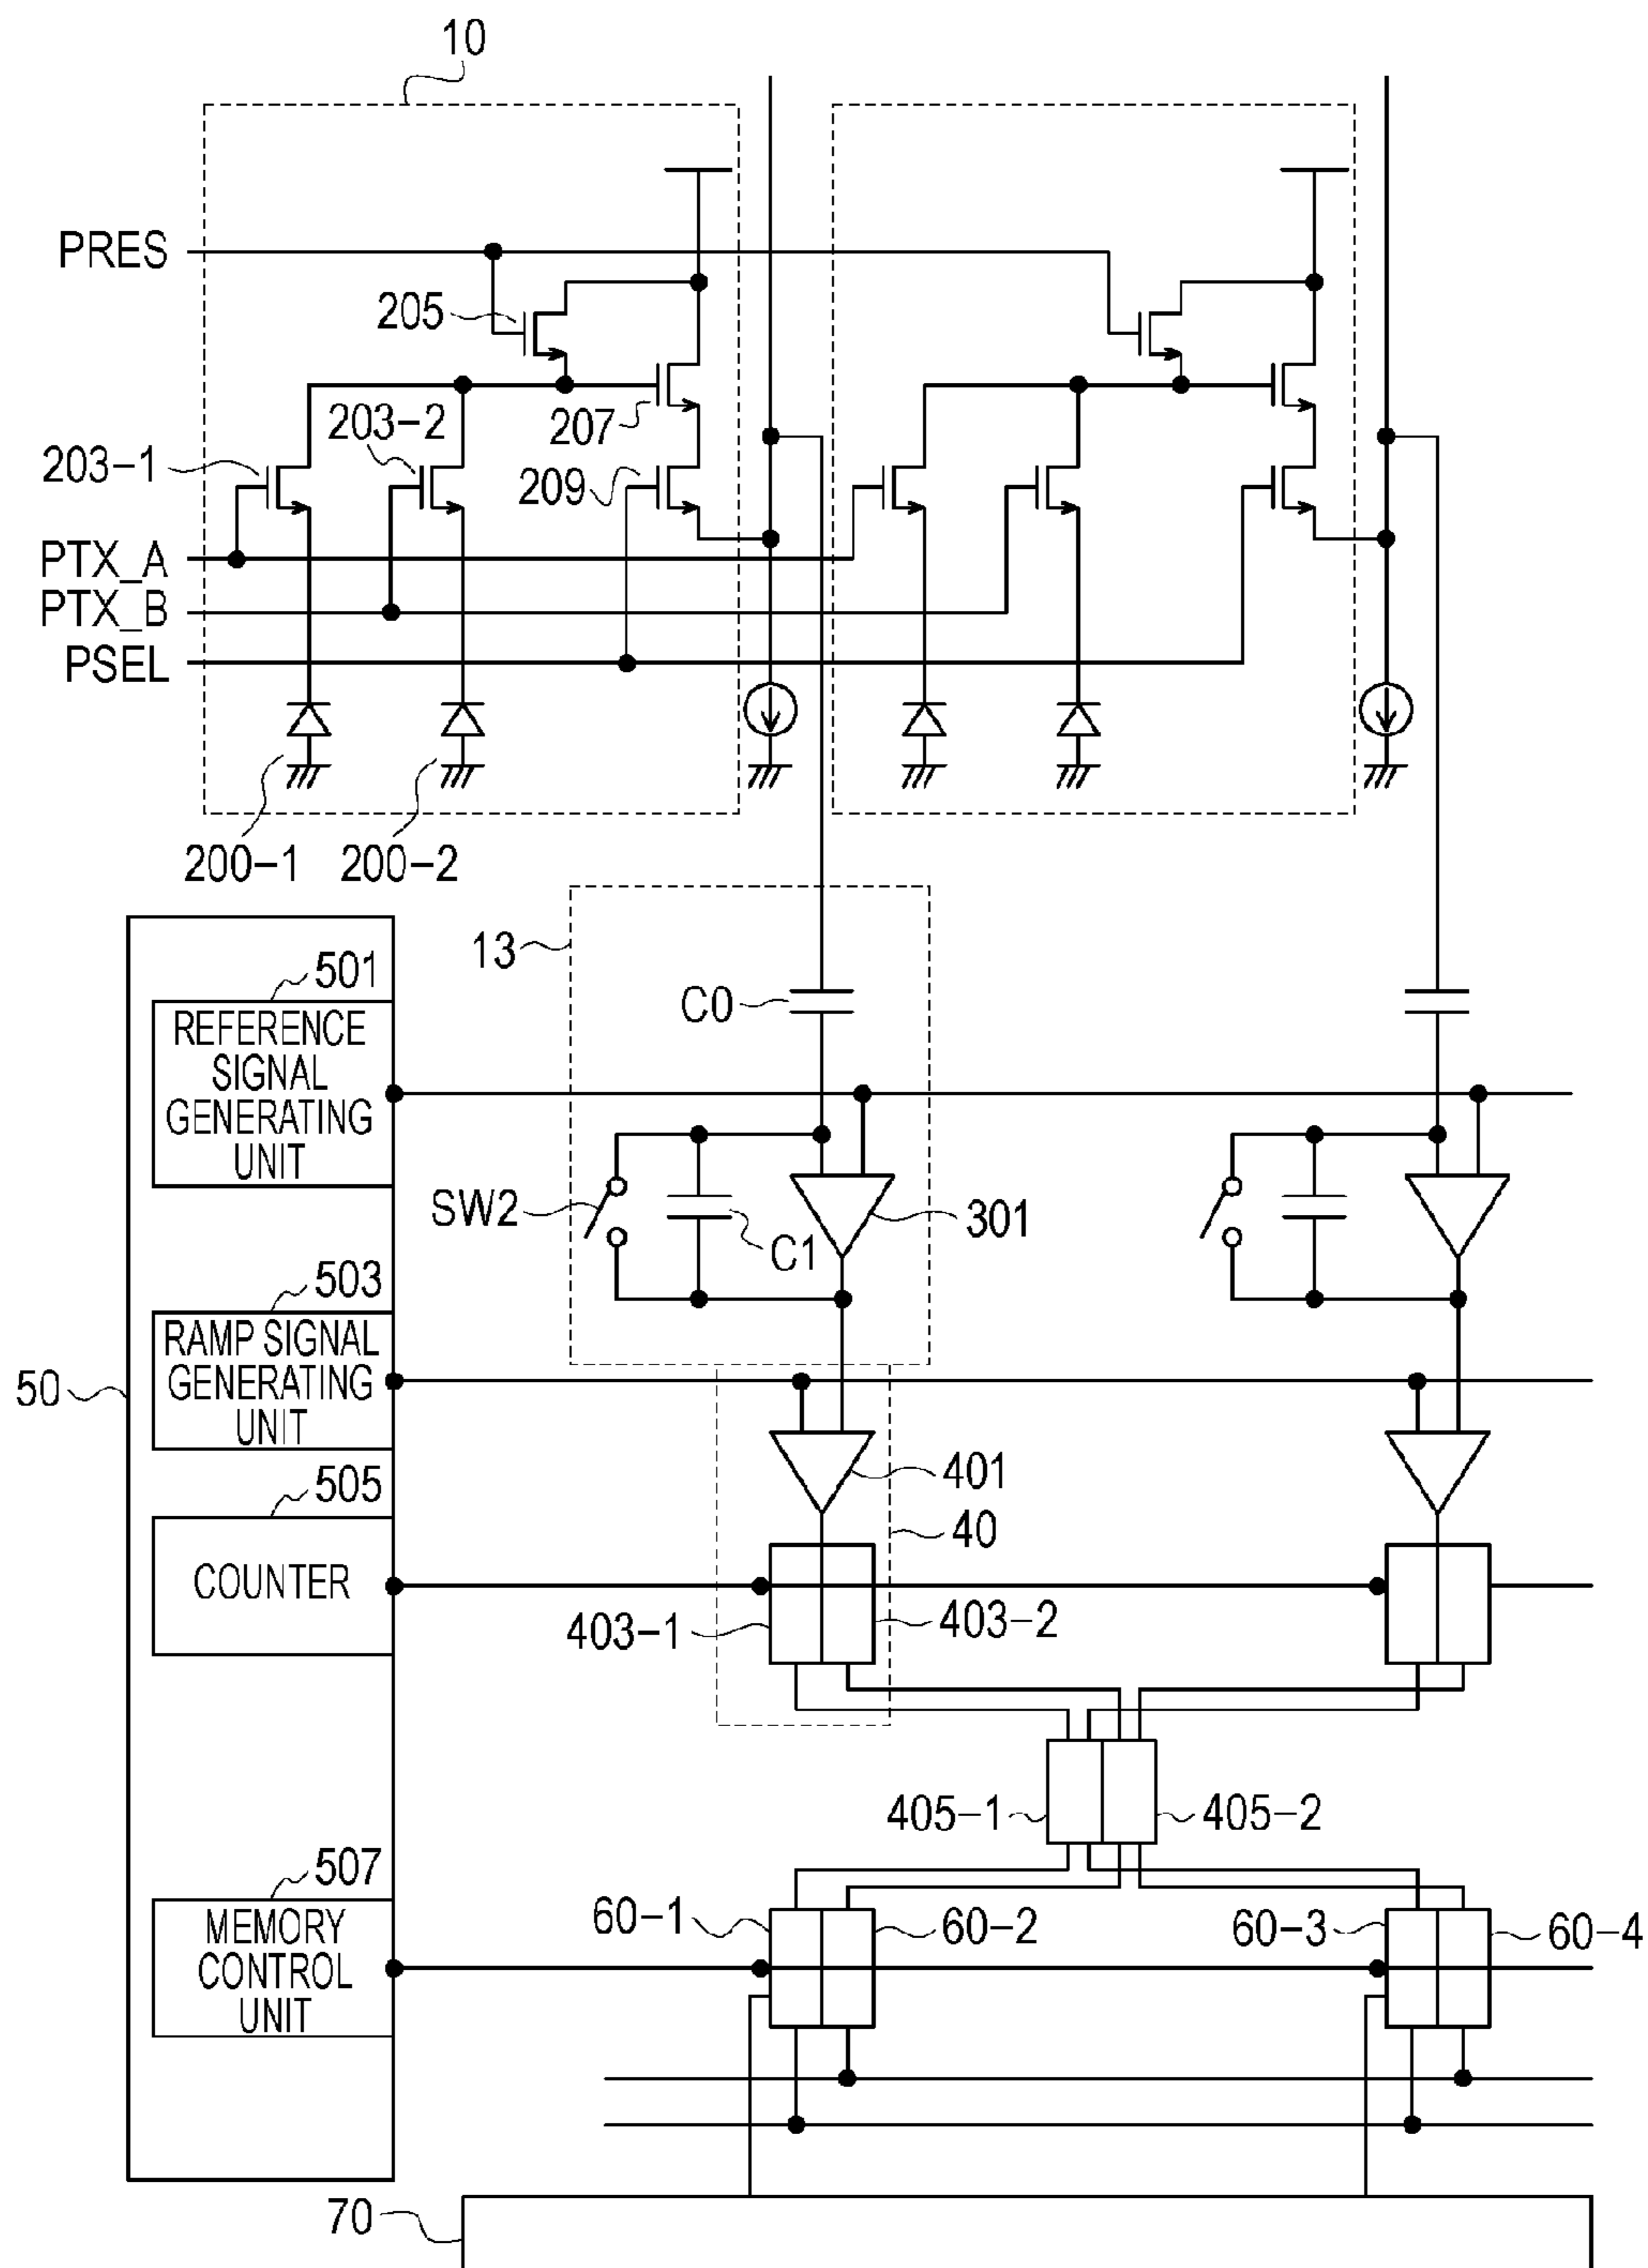 10
PRES
205
203-2
207
203-1
209
PTX_A
PTX_B
PSEL
200-1
200-2
13
501
C0
REFERENCE
SIGNAL
GENERATING
UNIT
SW2
C1
301
503
RAMP SIGNAL
GENERATING
UNIT
50
401
505
40
COUNTER
403-1
403-2
405-1
405-2
507
60-1
60-2
60-3
60-4
MEMORY
CONTROL
UNIT
70